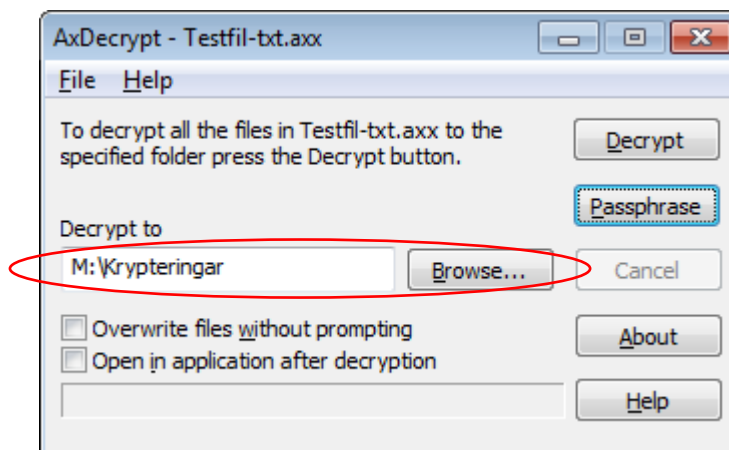 AxDecrypt - Testfil-txt.axx
File Help
To decrypt all the files in Testfil-txt.axx to the
specified folder press the Decrypt button.
Decrypt
Passphrase
Decrypt to
M:\Krypteringar
Browse...
Cancel
Overwrite files without prompting
Open in application after decryption
About
Help